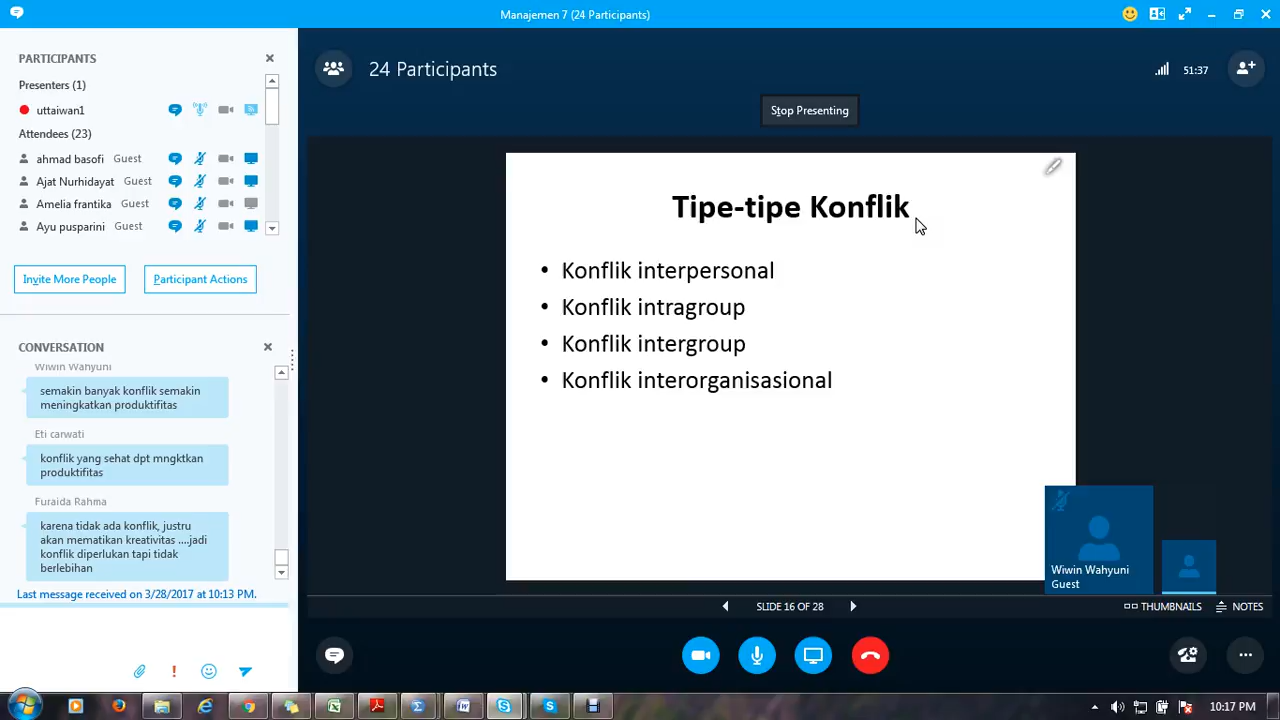 Manajemen 7 (24 Participants)
PARTICIPANTS
Presenters (1)
uttaiwan1
Attendees (23)
ahmad basofi Guest
Ajat Nurhidayat Guest
Amelia frantika Guest
Ayu pusparini Guest
Invite More People
Participant Actions
CONVERSATION
Wiwin Wahyuni
semakin banyak konflik semakin
meningkatkan produktifitas
Eti carwati
konflik yang sehat dpt mngktkan
produktifitas
Furaida Rahma
karena tidak ada konflik, justru
akan mematikan kreativitas ....jadi
konflik diperlukan tapi tidak
berlebihan
Last message received on 3/28/2017 at 10:13 PM.
24 Participants
51:37
Stop Presenting
Tipe-tipe Konflik
• Konflik interpersonal
• Konflik intragroup
• Konflik intergroup
• Konflik interorganisasional
Wiwin Wahyuni
Guest
SLIDE 16 OF 28
THUMBNAILS
NOTES
10:17 PM